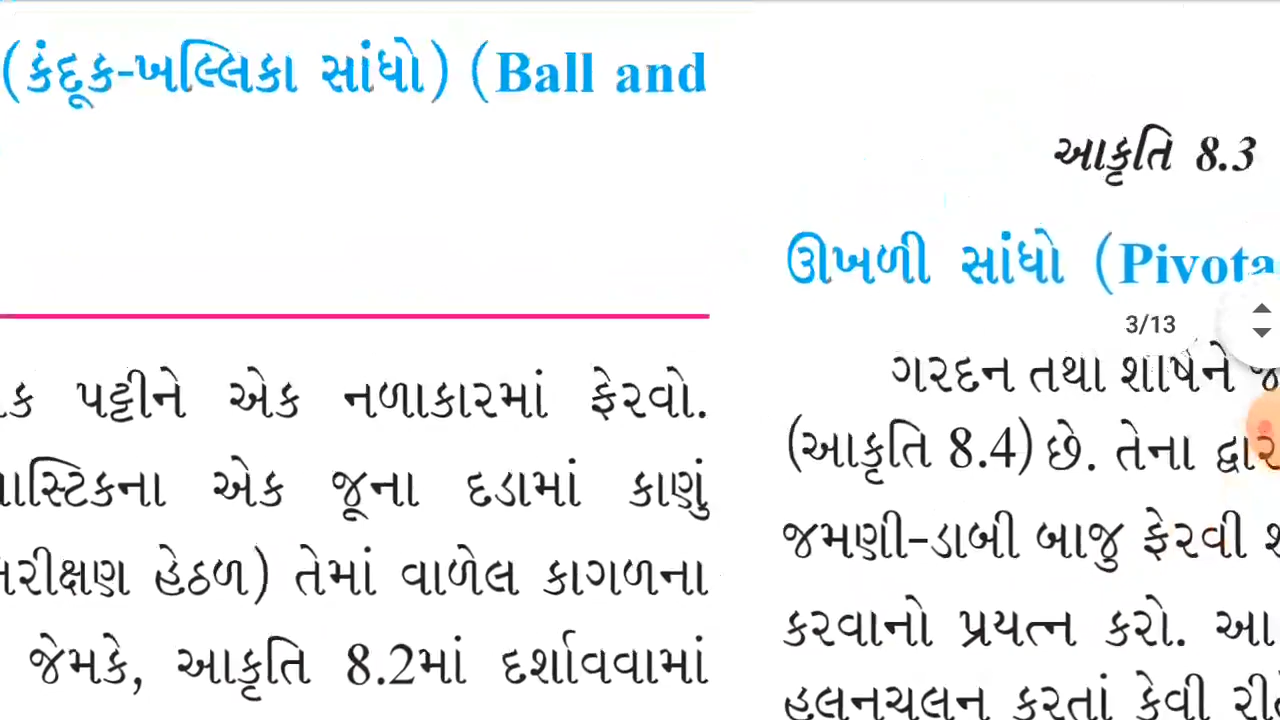 (કંદૂક-ખલ્લિકા સાંધો) (Ball and
પટ્ટીને એક નળાકારમાં ફેરવો.
એક જૂના દડામાં કાણું
હેઠળ) તેમાં વાળેલ કાગળના
જેમકે, આકૃતિ 8.2માં દર્શાવવામાં
આકૃતિ 8.3
ઊખળી સાંધો (Pivota
3/13
ગરદન તથા શીર્ષને
(આકૃતિ 8.4) છે. તેના
જમણી-ડાબી બાજુ ફેરવી
કરવાનો પ્રયત્ન કરો. આ
હલનચલન કરતાં કેવી